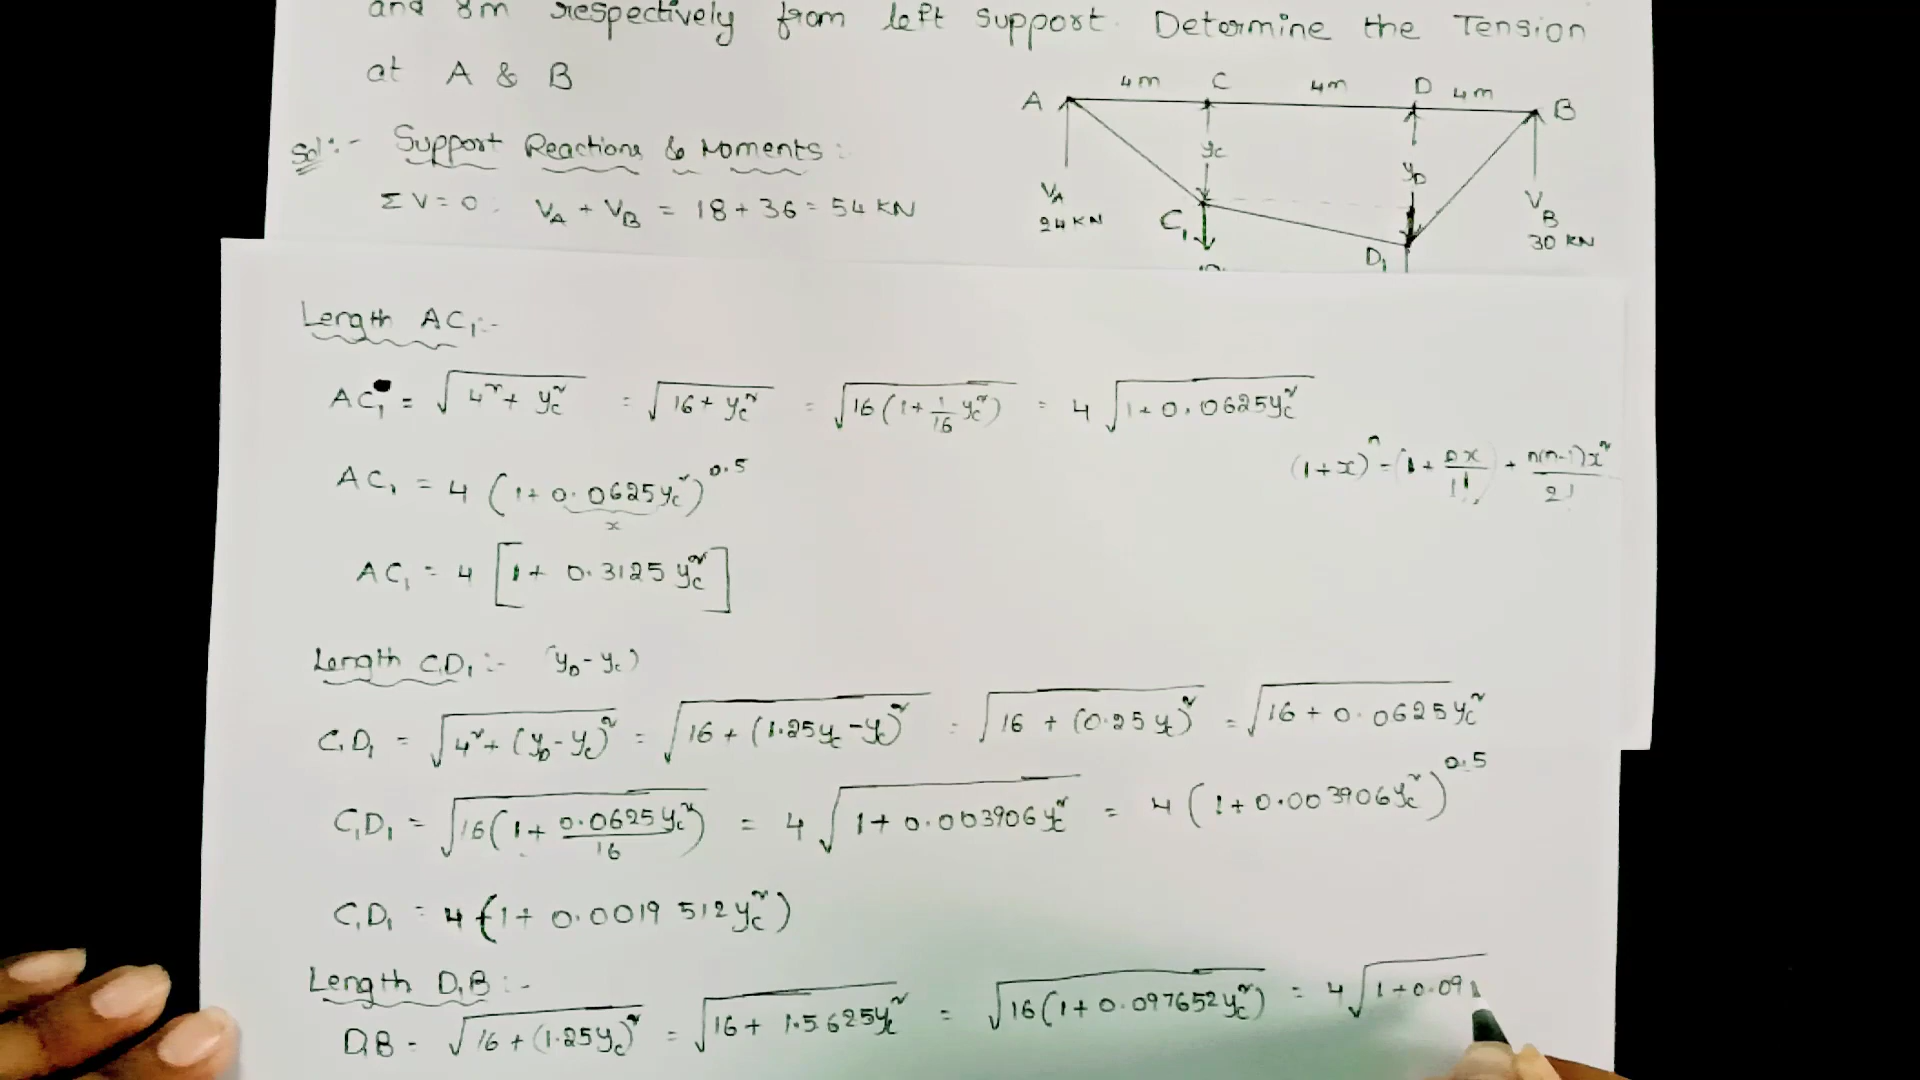 and 8m respectively from left support. Determine the Tension
at A & B
4m C 4m D 4m
A B
Sol:- Support Reactions & Moments:
yc yD
ΣV=0. VA + VB = 18+36 = 54 KN
VA 24 KN C₁ D₁ VB 30 KN
Length AC₁:-
AC₁ = √(4² + yc²) = √(16 + yc²) = √(16(1 + 1/16 yc²)) = 4 √(1+0.0625yc²)
(1+x)ⁿ = (1 + nx/1!) + n(n-1)x²/2!
AC₁ = 4 (1+0.0625yc²)^0.5
x
AC₁ = 4 [1+ 0.3125 yc²]
Length C₁D₁:- (yD-yc)
C₁D₁ = √(4² + (yD-yc)²) = √(16 + (1.25yc-yc)²) = √(16 + (0.25yc)²) = √(16+0.0625yc²)
C₁D₁ = √(16(1+ 0.0625yc²/16)) = 4 √(1+0.003906yc²) = 4 (1+0.003906yc²)^0.5
C₁D₁ = 4 (1+ 0.0019512yc²)
Length D₁B:-
D₁B = √(16+(1.25yc)²) = √(16+ 1.5625yc²) = √(16(1+0.097652yc²)) = 4√(1+0.09